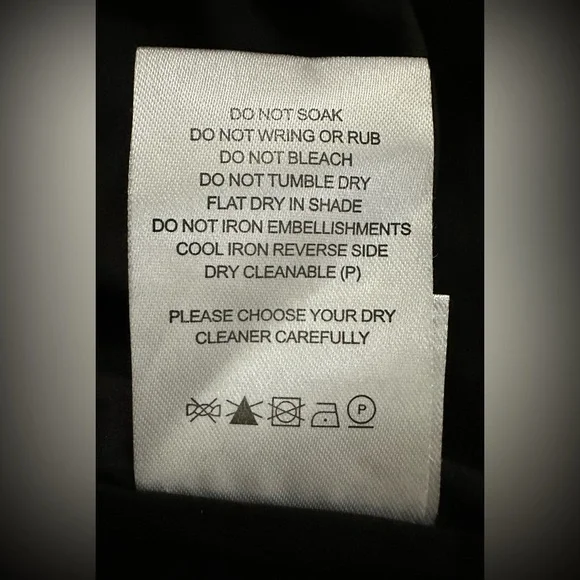 DO NOT SOAK
DO NOT WRING OR RUB
DO NOT BLEACH
DO NOT TUMBLE DRY
FLAT DRY IN SHADE
DO NOT IRON EMBELLISHMENTS
COOL IRON REVERSE SIDE
DRY CLEANABLE (P)
PLEASE CHOOSE YOUR DRY
CLEANER CAREFULLY
P